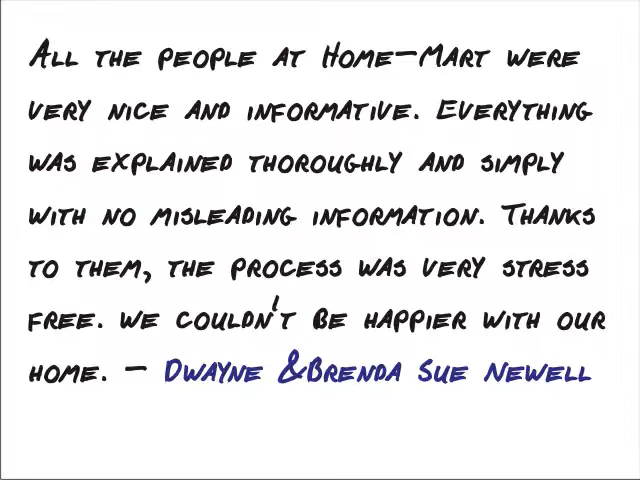 All the people at Home-Mart were
very nice and informative. Everything
was explained thoroughly and simply
with no misleading information. Thanks
to them, the process was very stress
free. We couldn't be happier with our
home. - Dwayne &Brenda Sue Newell